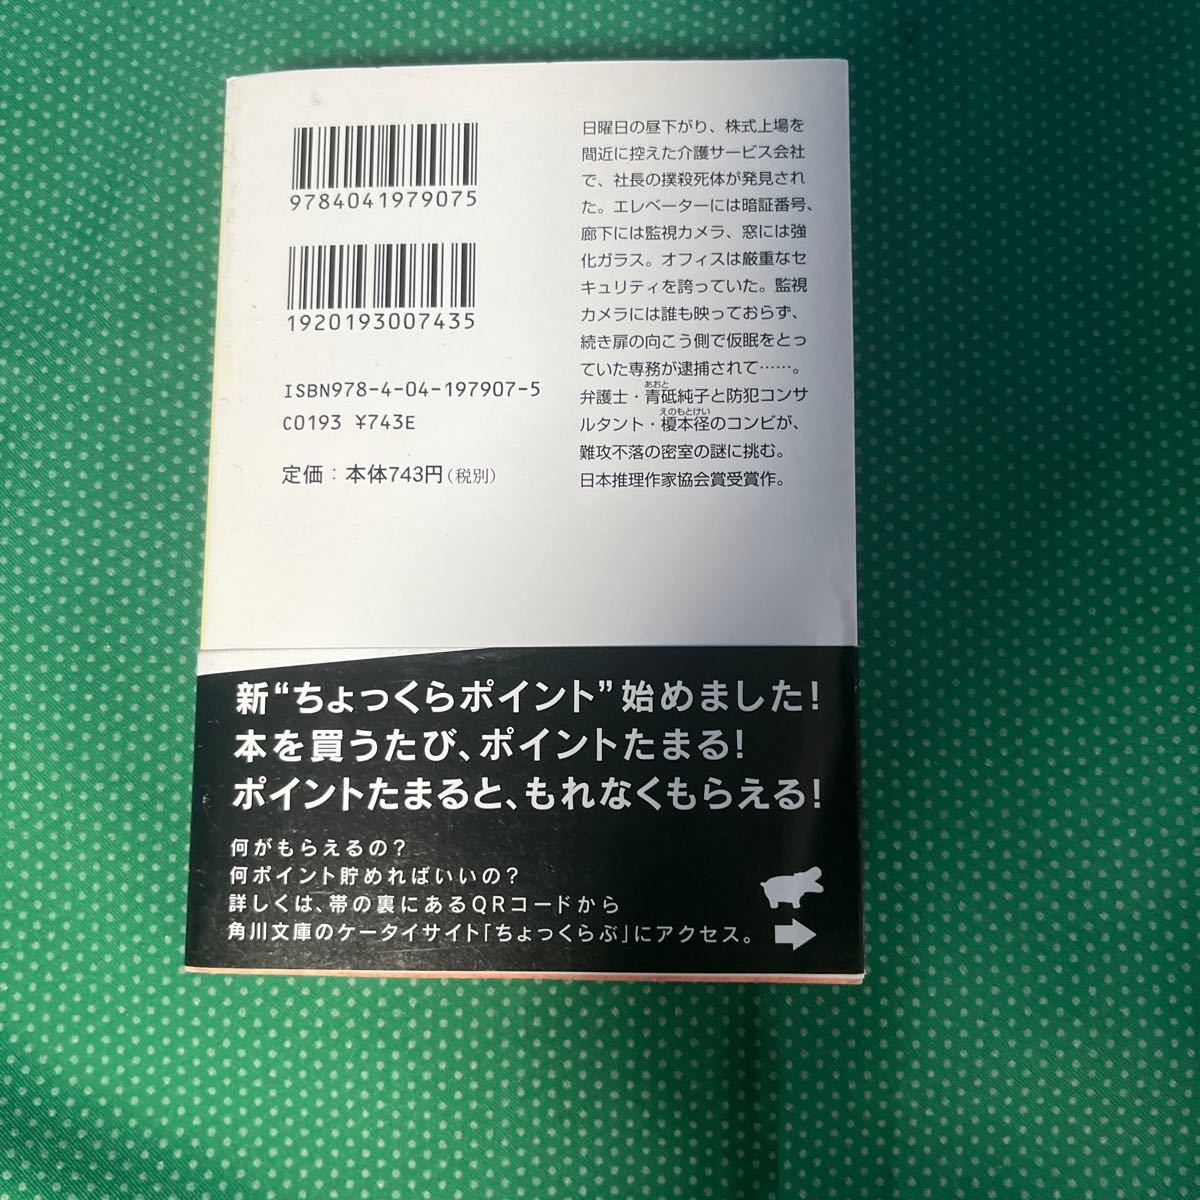 9784041979075
1920193007435
ISBN978-4-04-197907-5
C0193 ¥743E
定価：本体743円(税別)
日曜日の昼下がり、株式上場を
間近に控えた介護サービス会社
で、社長の撲殺死体が発見され
た。エレベーターには暗証番号、
廊下には監視カメラ、窓には強
化ガラス。オフィスは厳重なセ
キュリティを誇っていた。監視
カメラには誰も映っておらず、
続き扉の向こう側で仮眠をとっ
ていた専務が逮捕されて……。
あおと
弁護士・青砥純子と防犯コンサ
えのもとけい
ルタント・榎本径のコンビが、
難攻不落の密室の謎に挑む。
日本推理作家協会賞受賞作。
新“ちょっくらポイント”始めました!
本を買うたび、ポイントたまる!
ポイントたまると、もれなくもらえる!
何がもらえるの?
何ポイント貯めればいいの?
詳しくは、帯の裏にあるQRコードから
角川文庫のケータイサイト「ちょっくらぶ」にアクセス。